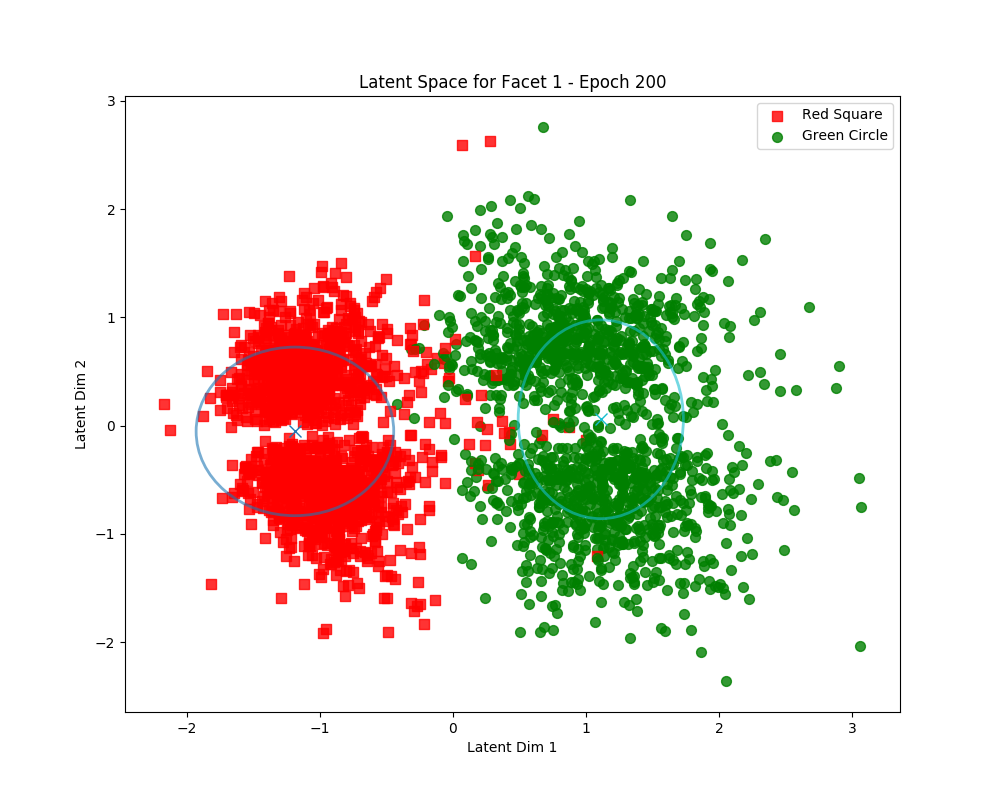 Latent Space for Facet 1 - Epoch 200
Red Square
Green Circle
3
2
1
0
−1
−2
Latent Dim 2
−2
−1
0
1
2
3
Latent Dim 1